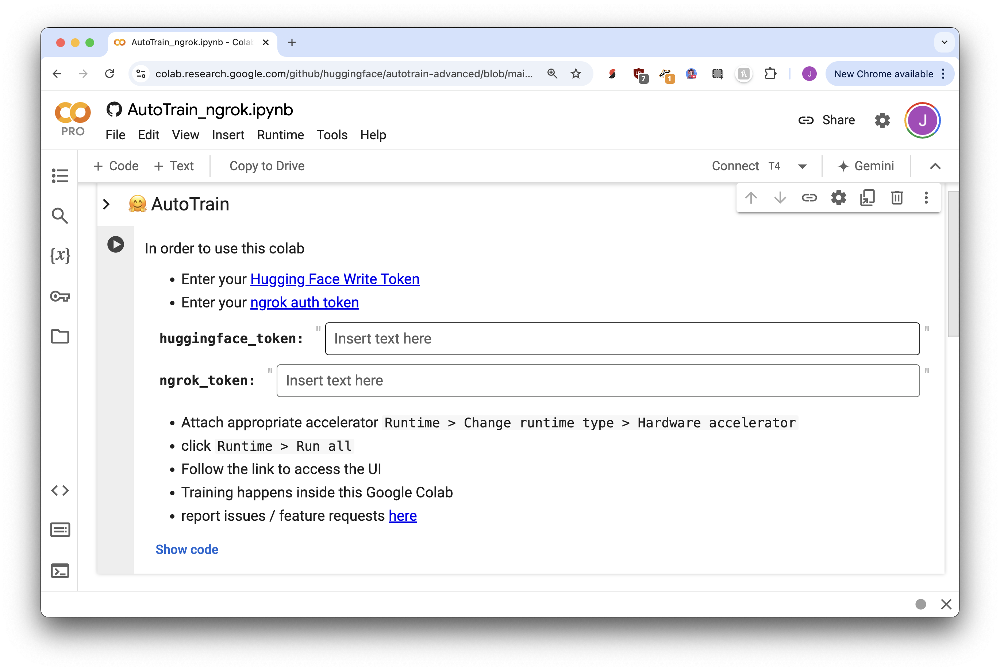 AutoTrain_ngrok.ipynb - Cola
colab.research.google.com/github/huggingface/autotrain-advanced/blob/mai...
7
1
J
New Chrome available
PRO
AutoTrain_ngrok.ipynb
File Edit View Insert Runtime Tools Help
Share
J
+ Code + Text Copy to Drive
Connect T4
Gemini
{x}
🤗 AutoTrain
In order to use this colab
• Enter your Hugging Face Write Token
• Enter your ngrok auth token
huggingface_token: " Insert text here "
ngrok_token: " Insert text here "
• Attach appropriate accelerator Runtime > Change runtime type > Hardware accelerator
• click Runtime > Run all
• Follow the link to access the UI
• Training happens inside this Google Colab
• report issues / feature requests here
Show code